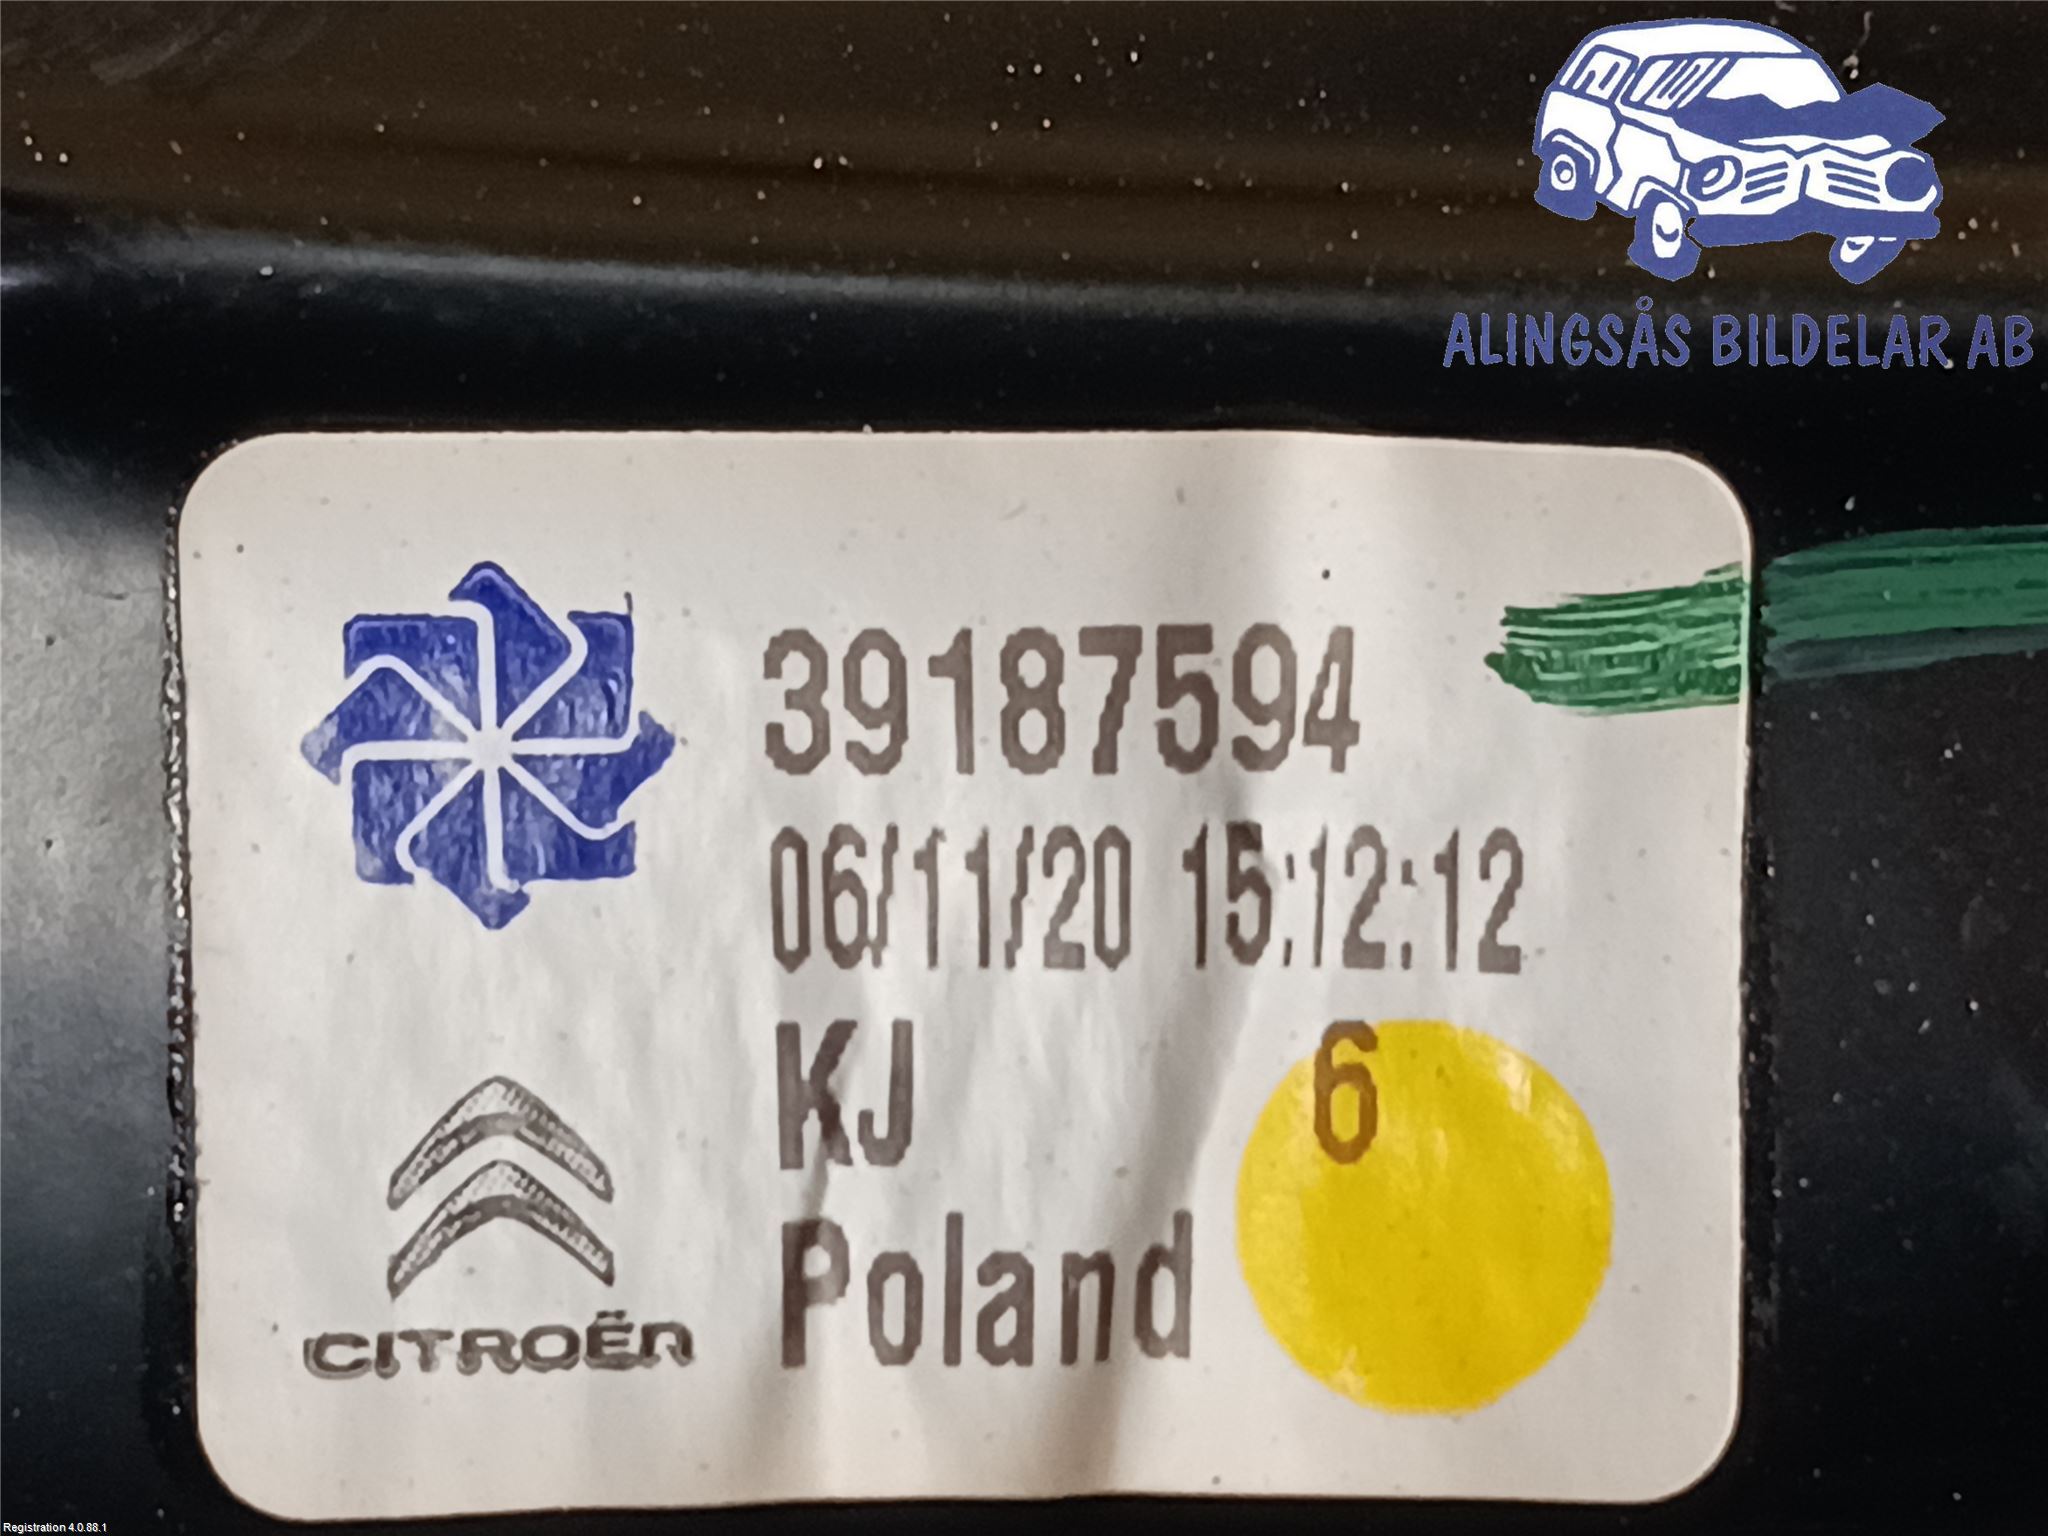 ALINGSÅS BILDELAR AB
39187594
06/11/20 15:12:12
KJ 6
Poland
CITROËN
Registration 4.0.88.1